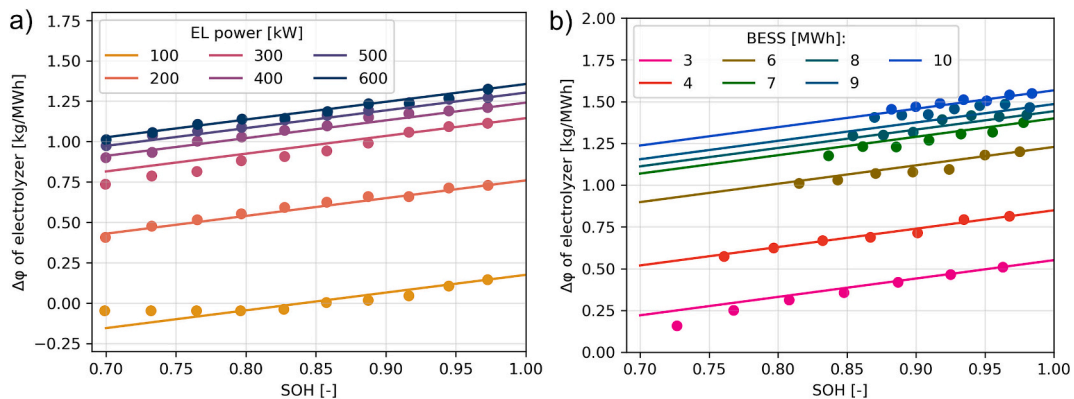 a)
EL power [kW]
100 300 500
200 400 600
1.75
1.50
1.25
1.00
0.75
0.50
0.25
0.00
−0.25
Δφ of electrolyzer [kg/MWh]
0.70 0.75 0.80 0.85 0.90 0.95 1.00
SOH [-]
b)
BESS [MWh]:
3 6 8 10
4 7 9
2.00
1.75
1.50
1.25
1.00
0.75
0.50
0.25
0.00
Δφ of electrolyzer [kg/MWh]
0.70 0.75 0.80 0.85 0.90 0.95 1.00
SOH [-]